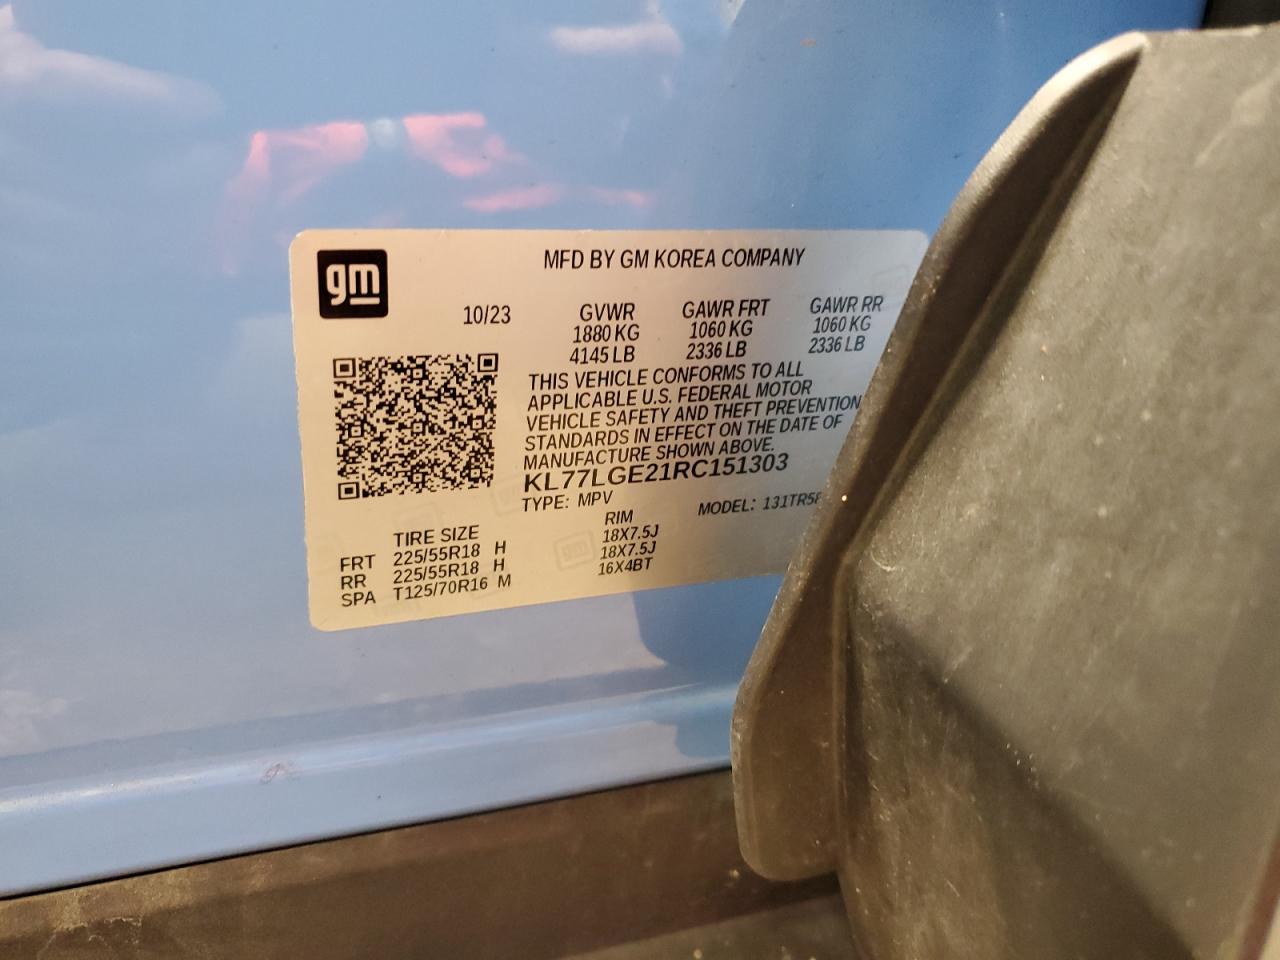 gm
MFD BY GM KOREA COMPANY
10/23 GVWR GAWR FRT GAWR RR
1880 KG 1060 KG 1060 KG
4145 LB 2336 LB 2336 LB
THIS VEHICLE CONFORMS TO ALL
APPLICABLE U.S. FEDERAL MOTOR
VEHICLE SAFETY AND THEFT PREVENTION
STANDARDS IN EFFECT ON THE DATE OF
MANUFACTURE SHOWN ABOVE.
KL77LGE21RC151303
TYPE: MPV MODEL:
TIRE SIZE RIM
FRT 225/55R18 H 18X7.5J
RR 225/55R18 H 18X7.5J
SPA T125/70R16 M 16X4BT